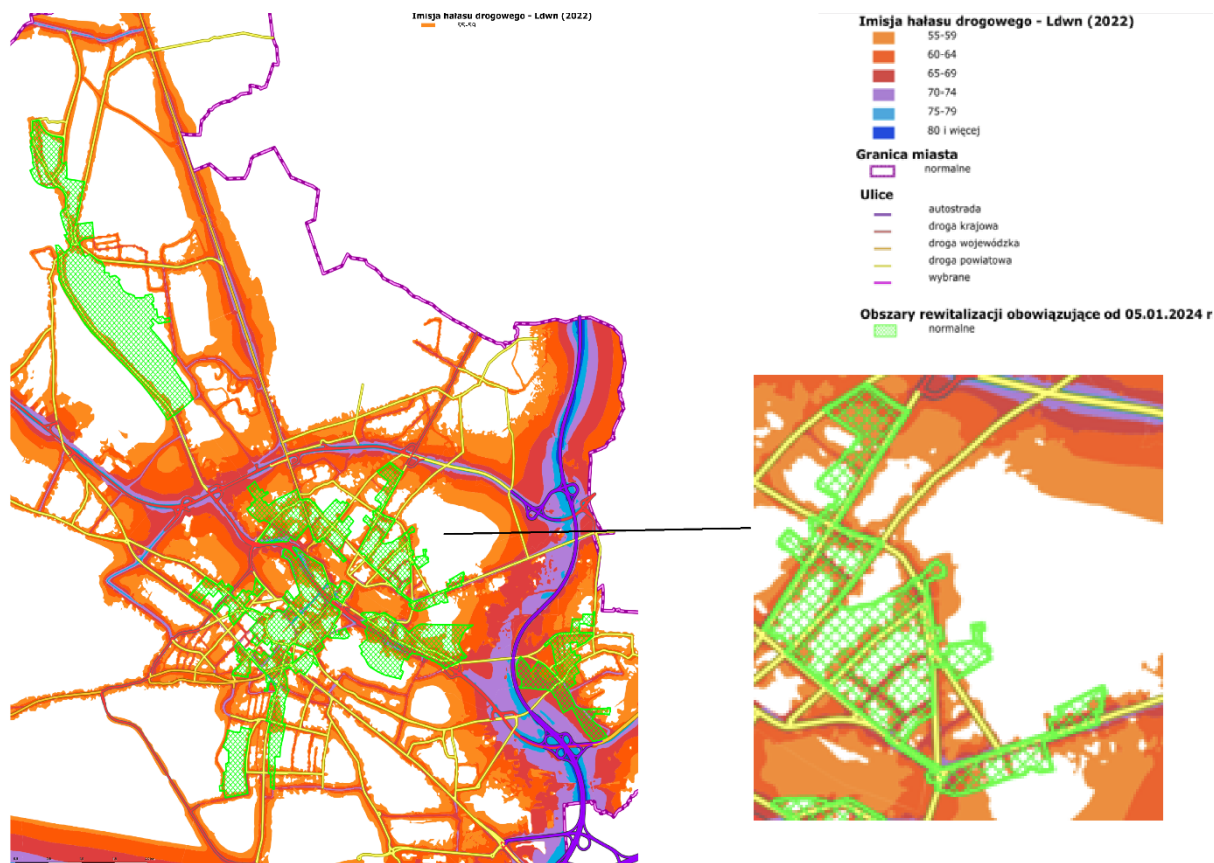 Imisja hałasu drogowego - Ldwn (2022)
55-59
Imisja hałasu drogowego - Ldwn (2022)
55-59
60-64
65-69
70-74
75-79
80 i więcej
Granica miasta
normalne
Ulice
autostrada
droga krajowa
droga wojewódzka
droga powiatowa
wybrane
Obszary rewitalizacji obowiązujące od 05.01.2024 r
normalne